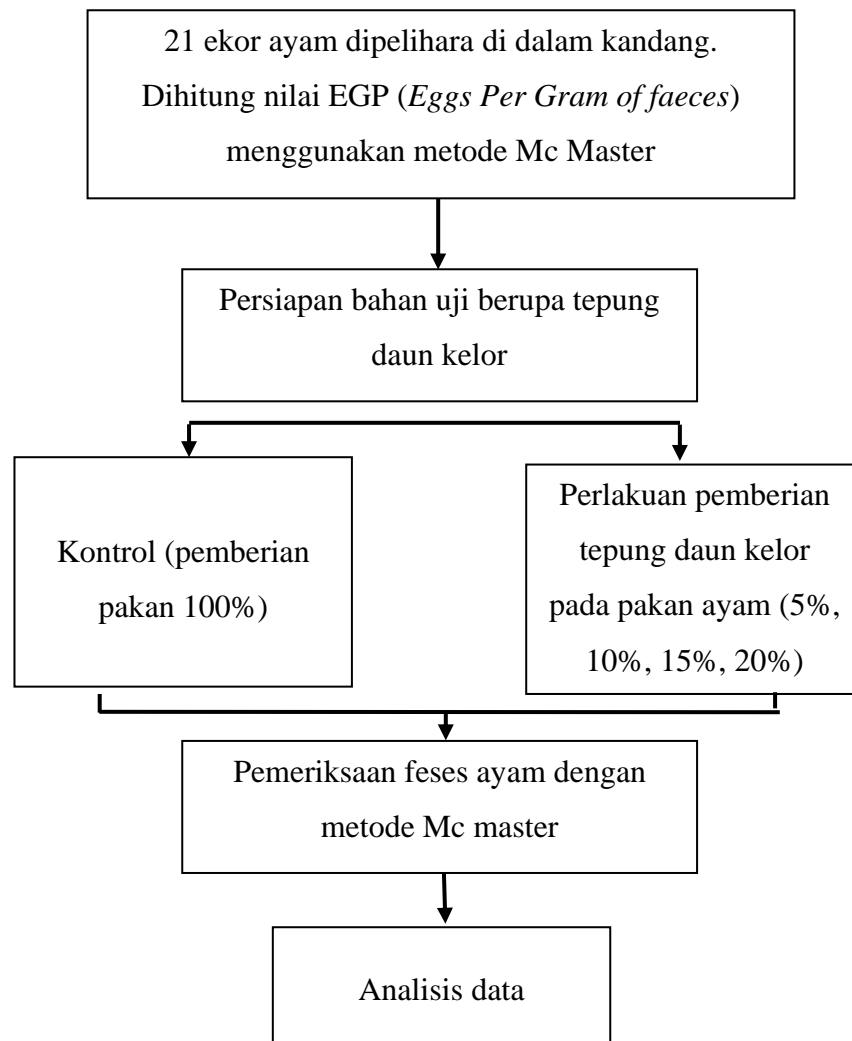 21 ekor ayam dipelihara di dalam kandang.
Dihitung nilai EGP (Eggs Per Gram of faeces)
menggunakan metode Mc Master
Persiapan bahan uji berupa tepung
daun kelor
Kontrol (pemberian
pakan 100%)
Perlakuan pemberian
tepung daun kelor
pada pakan ayam (5%,
10%, 15%, 20%)
Pemeriksaan feses ayam dengan
metode Mc master
Analisis data